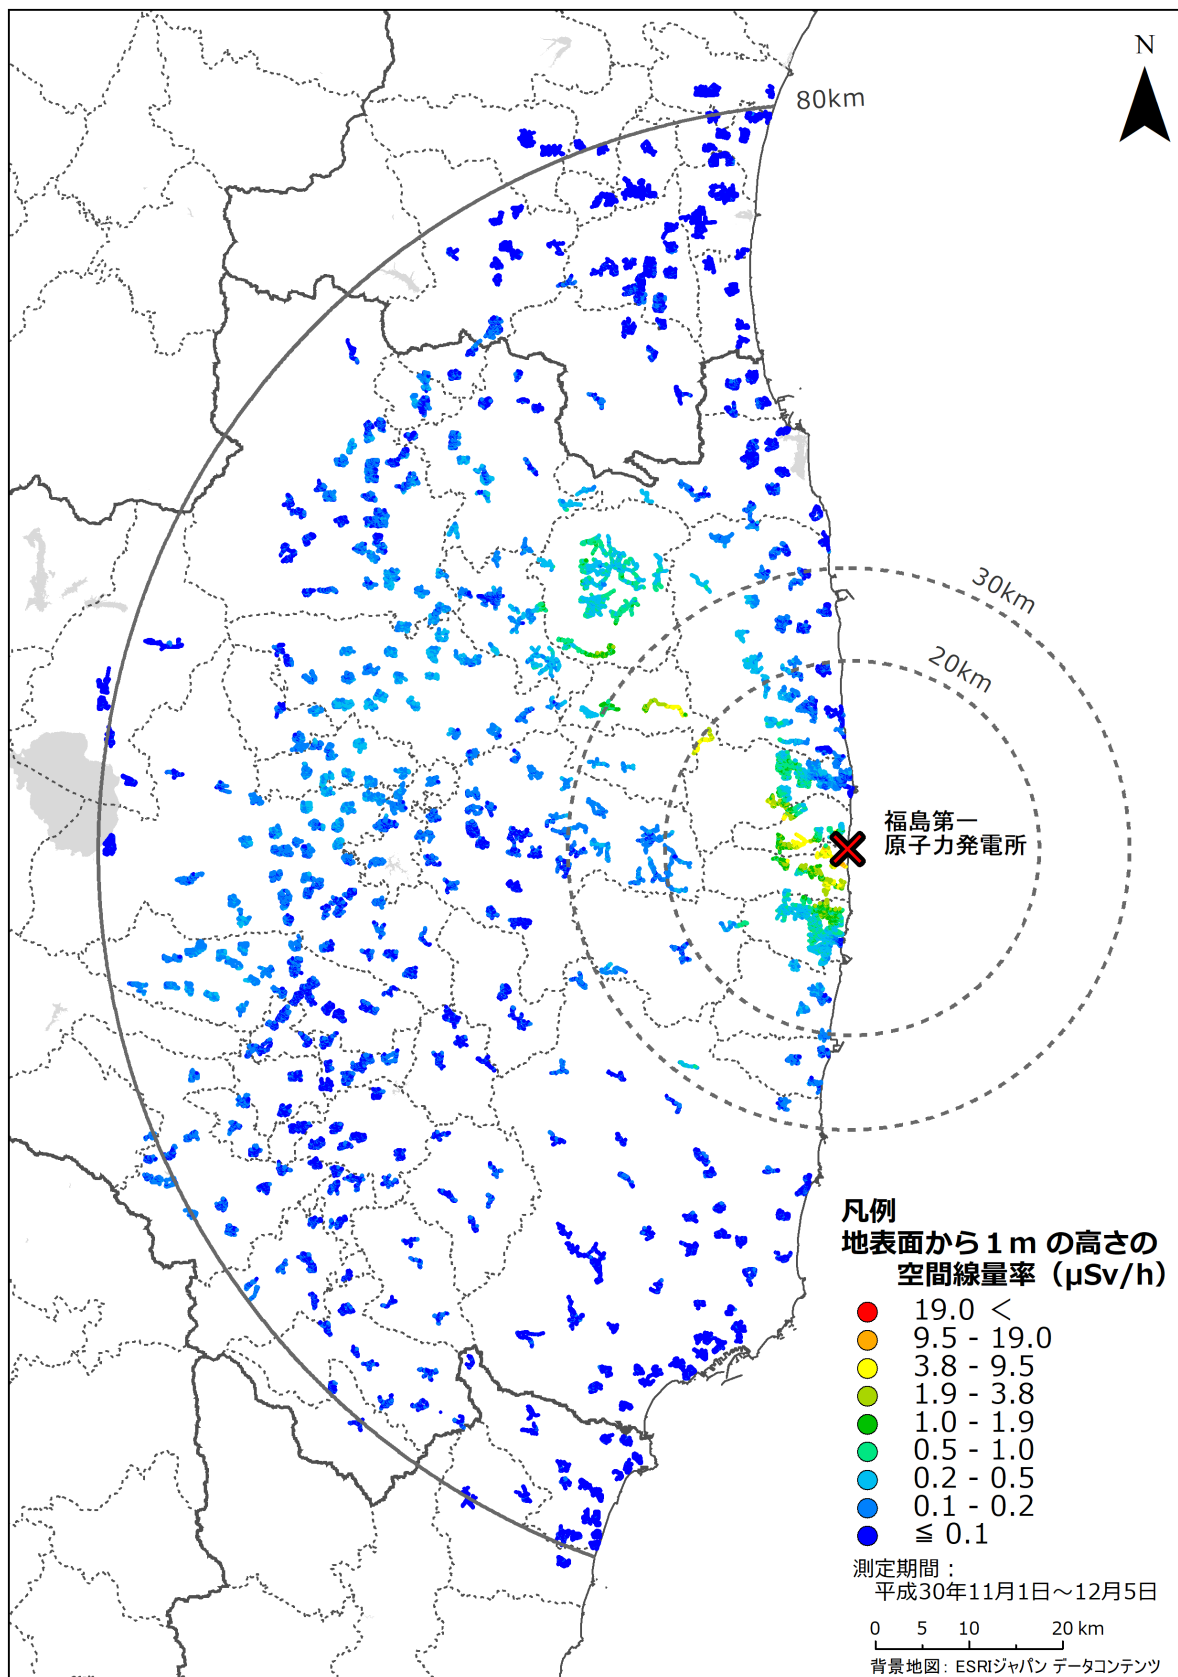 N
80km
30km
20km
福島第一
原子力発電所
凡例
地表面から１ｍ の高さの
空間線量率（μSv/h）
19.0 ＜
9.5 - 19.0
3.8 - 9.5
1.9 - 3.8
1.0 - 1.9
0.5 - 1.0
0.2 - 0.5
0.1 - 0.2
≦ 0.1
測定期間：
平成30年11月1日～12月5日
0 5 10 20 km
背景地図: ESRIジャパン データコンテンツ